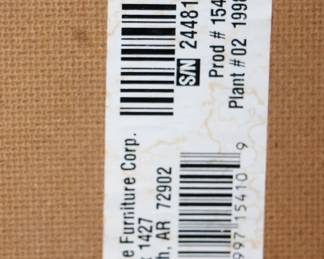 S/N 24481
Prod # 154
Plant # 02 199
e Furniture Corp.
1427
h, AR 72902
997 15410 9